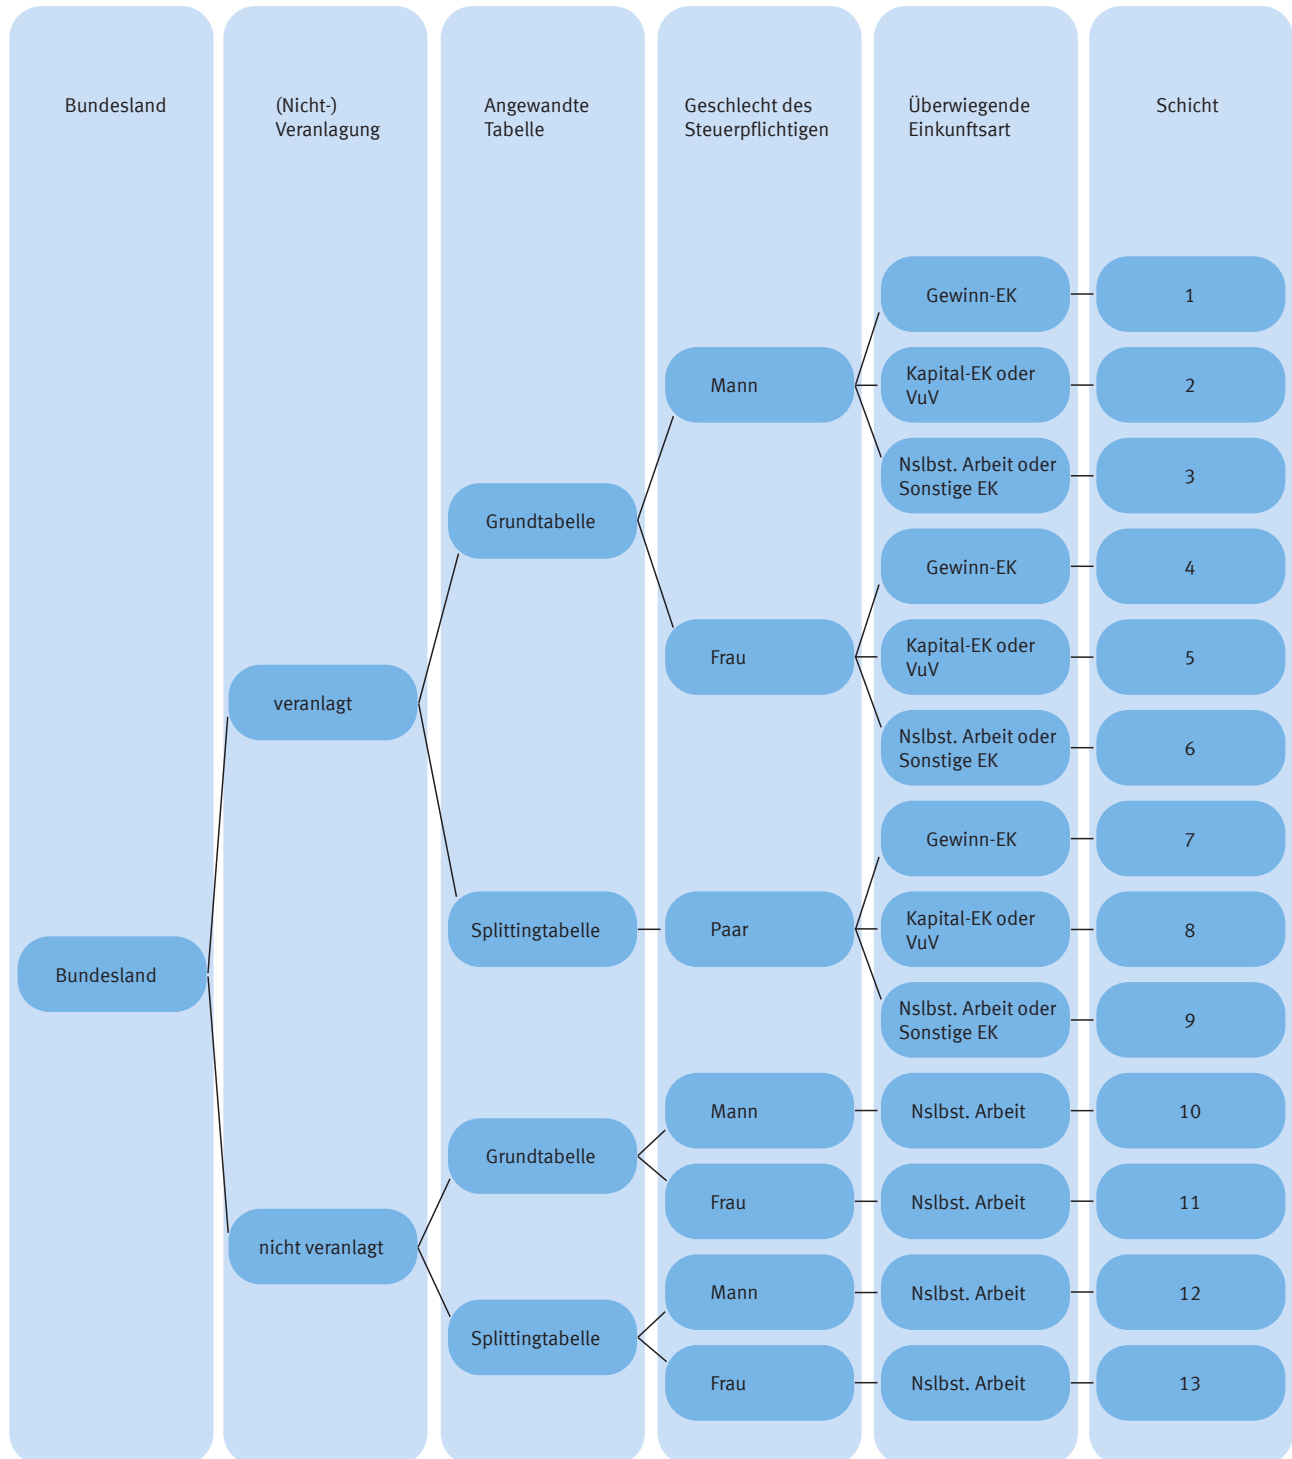 Bundesland
(Nicht-)
Veranlagung
Angewandte
Tabelle
Geschlecht des
Steuerpflichtigen
Überwiegende
Einkunftsart
Schicht
Gewinn-EK
1
Mann
Kapital-EK oder
VuV
2
Nslbst. Arbeit oder
Sonstige EK
3
Grundtabelle
Gewinn-EK
4
Frau
Kapital-EK oder
VuV
5
veranlagt
Nslbst. Arbeit oder
Sonstige EK
6
Gewinn-EK
7
Splittingtabelle
Paar
Kapital-EK oder
VuV
8
Bundesland
Nslbst. Arbeit oder
Sonstige EK
9
Mann
Nslbst. Arbeit
10
Grundtabelle
Frau
Nslbst. Arbeit
11
nicht veranlagt
Mann
Nslbst. Arbeit
12
Splittingtabelle
Frau
Nslbst. Arbeit
13